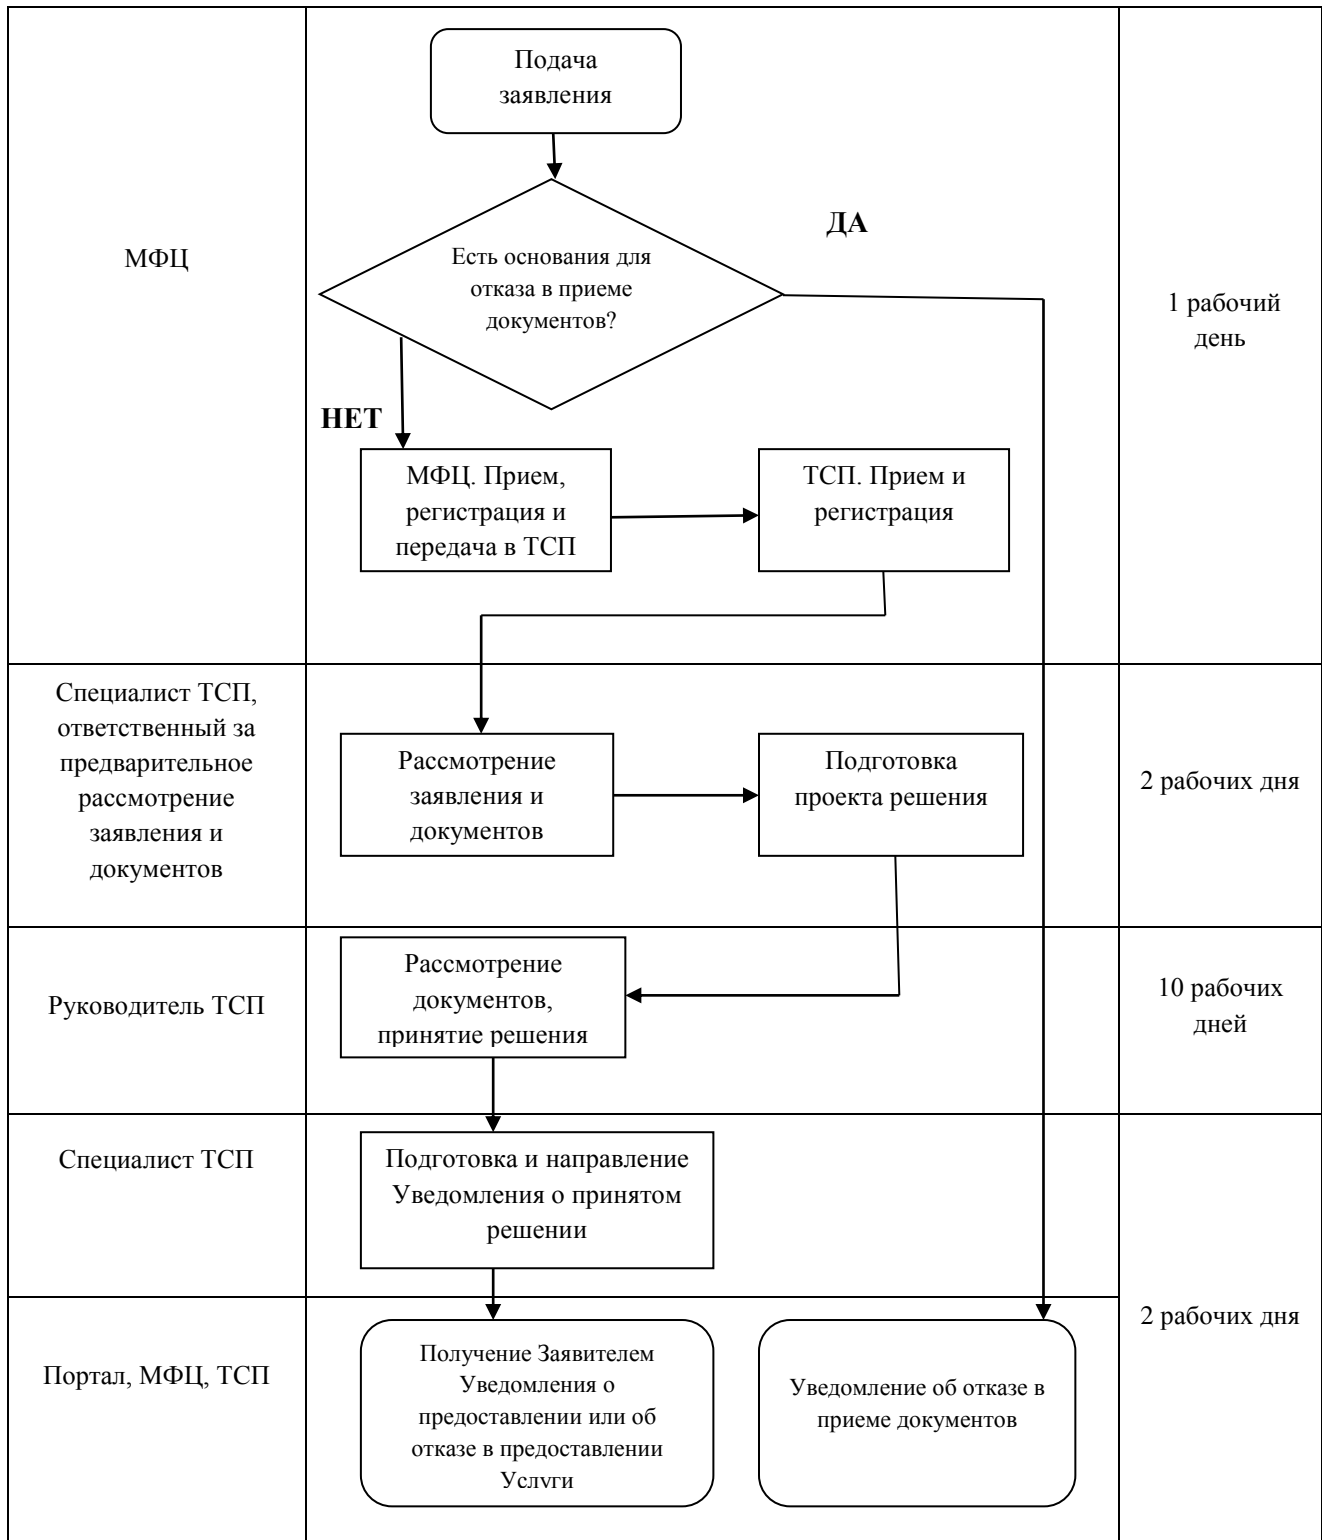 Подача
заявления
ДА
МФЦ
Есть основания для
отказа в приеме
документов?
1 рабочий
день
НЕТ
МФЦ. Прием,
регистрация и
передача в ТСП
ТСП. Прием и
регистрация
Специалист ТСП,
ответственный за
предварительное
рассмотрение
заявления и
документов
Рассмотрение
заявления и
документов
Подготовка
проекта решения
2 рабочих дня
Руководитель ТСП
Рассмотрение
документов,
принятие решения
10 рабочих
дней
Специалист ТСП
Подготовка и направление
Уведомления о принятом
решении
2 рабочих дня
Портал, МФЦ, ТСП
Получение Заявителем
Уведомления о
предоставлении или об
отказе в предоставлении
Услуги
Уведомление об отказе в
приеме документов